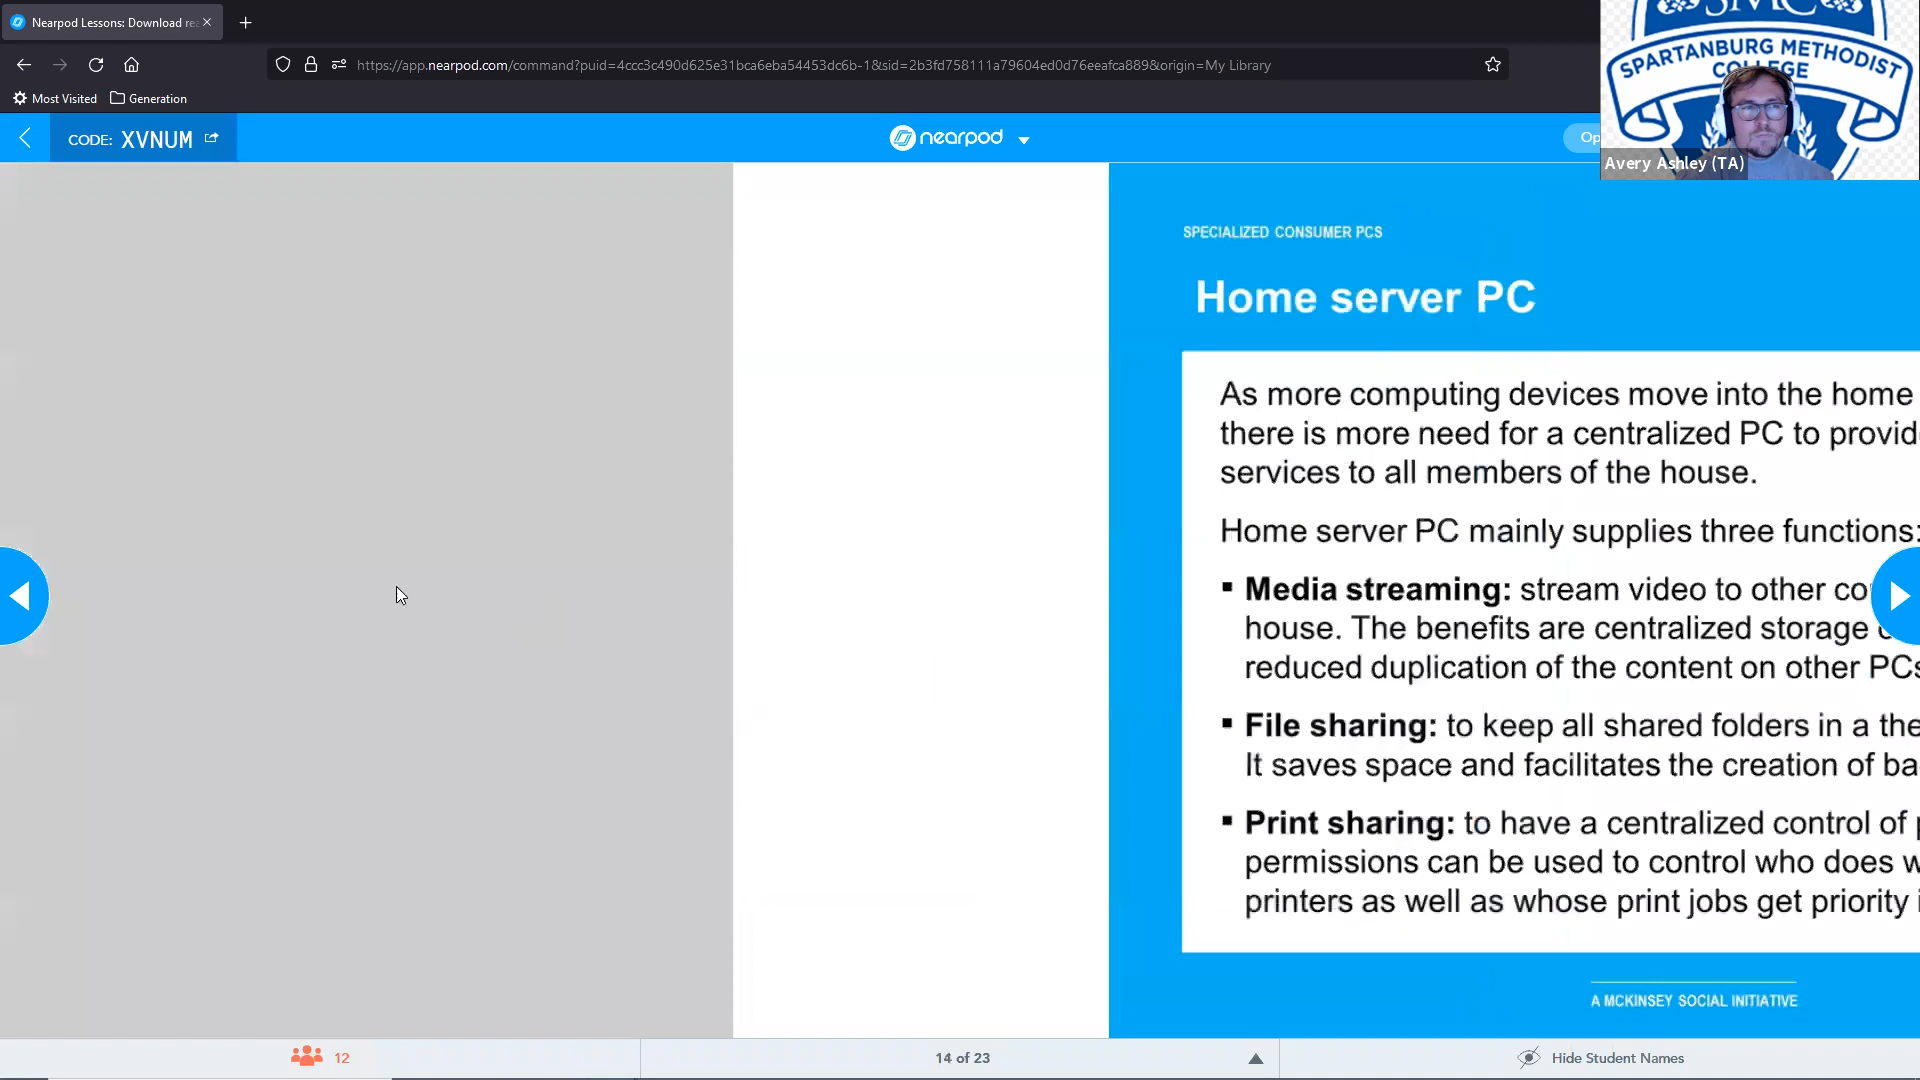 Nearpod Lessons: Download re
https://app.nearpod.com/command?puid=4ccc3c490d625e31bca6eba54453dc6b-1&sid=2b3fd758111a79604ed0d76eeafca889&origin=My Library
Most Visited
Generation
CODE: XVNUM
nearpod
Op
SMC
SPARTANBURG METHODIST
COLLEGE
Avery Ashley (TA)
SPECIALIZED CONSUMER PCS
Home server PC
As more computing devices move into the home
there is more need for a centralized PC to provid
services to all members of the house.
Home server PC mainly supplies three functions:
▪ Media streaming: stream video to other co
house. The benefits are centralized storage
reduced duplication of the content on other PCs
▪ File sharing: to keep all shared folders in a the
It saves space and facilitates the creation of ba
▪ Print sharing: to have a centralized control of p
permissions can be used to control who does w
printers as well as whose print jobs get priority i
A MCKINSEY SOCIAL INITIATIVE
12
14 of 23
Hide Student Names